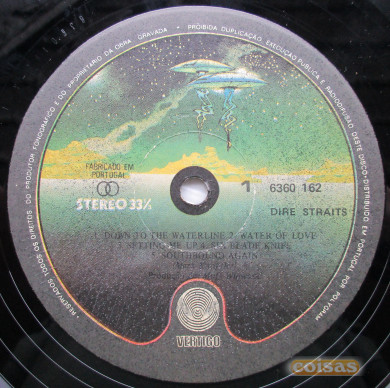 • RESERVADOS TODOS OS DIREITOS DO PRODUTOR FONOGRÁFICO E DO PROPRIETÁRIO DA OBRA GRAVADA • PROIBIDA DUPLICAÇÃO, EXECUÇÃO PÚBLICA E RADIODIFUSÃO DESTE DISCO • DISTRIBUÍDO EM PORTUGAL POR POLYGRAM
FABRICADO EM
PORTUGAL
STEREO 33⅓
1
6360 162
DIRE STRAITS
1. DOWN TO THE WATERLINE 2. WATER OF LOVE
3. SETTING ME UP 4. SIX BLADE KNIFE
5. SOUTHBOUND AGAIN
VERTIGO
coisas